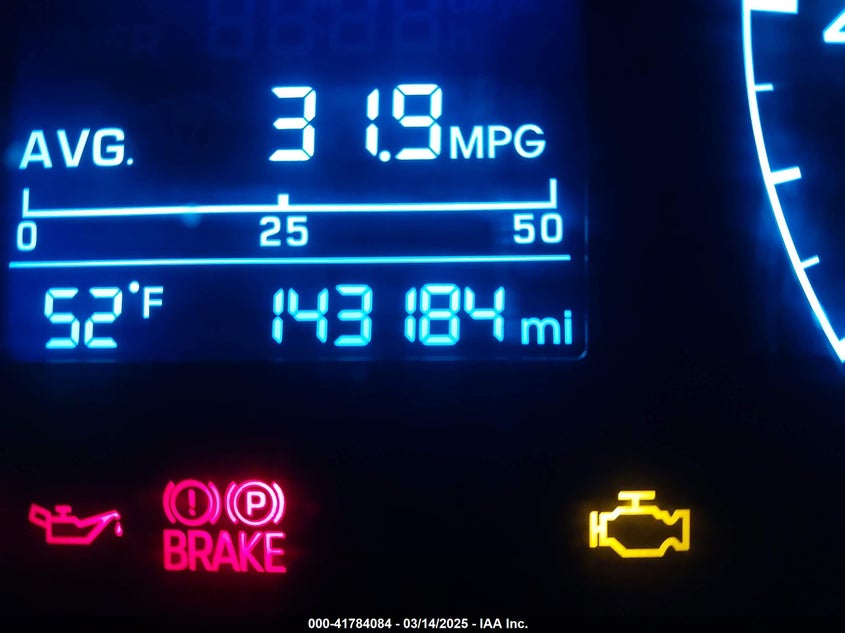 AVG. 31.9 MPG
0 25 50
52°F 143184 mi
(!) (P)
BRAKE
000-41784084 - 03/14/2025 - IAA Inc.